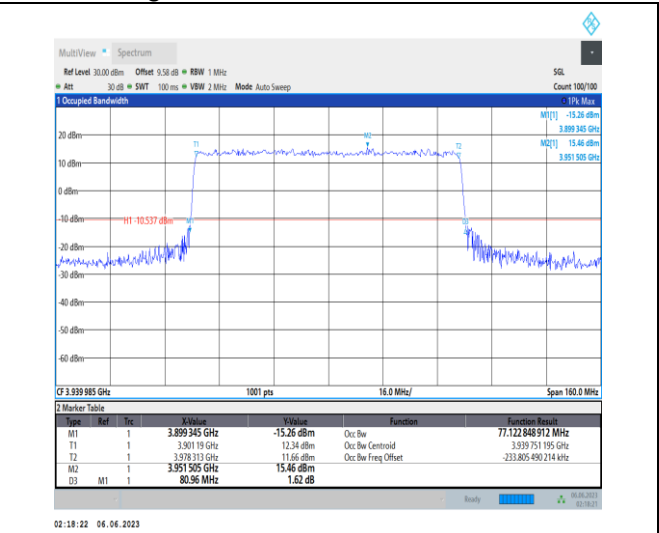 MultiView Spectrum
Ref Level 30.00 dBm Offset 9.58 dB RBW 1 MHz SGL
Att 30 dB SWT 100 ms VBW 2 MHz Mode Auto Sweep Count 100/100
1 Occupied Bandwidth 1Pk Max
M1[1] -15.26 dBm
3.899 345 GHz
M2[1] 15.46 dBm
3.951 505 GHz
20 dBm
M2
T1
T2
10 dBm
0 dBm
-10 dBm
H1 -10.537 dBm
M1
D3
-20 dBm
-30 dBm
-40 dBm
-50 dBm
-60 dBm
CF 3.939 985 GHz 1001 pts 16.0 MHz/ Span 160.0 MHz
2 Marker Table
Type Ref Trc X-Value Y-Value Function Function Result
M1 1 3.899 345 GHz -15.26 dBm Occ Bw 77.122 848 912 MHz
T1 1 3.901 19 GHz 12.34 dBm Occ Bw Centroid 3.939 751 195 GHz
T2 1 3.978 313 GHz 11.66 dBm Occ Bw Freq Offset -233.805 490 214 kHz
M2 1 3.951 505 GHz 15.46 dBm
D3 M1 1 80.96 MHz 1.62 dB
Ready 06.06.2023
02:18:21
02:18:22 06.06.2023